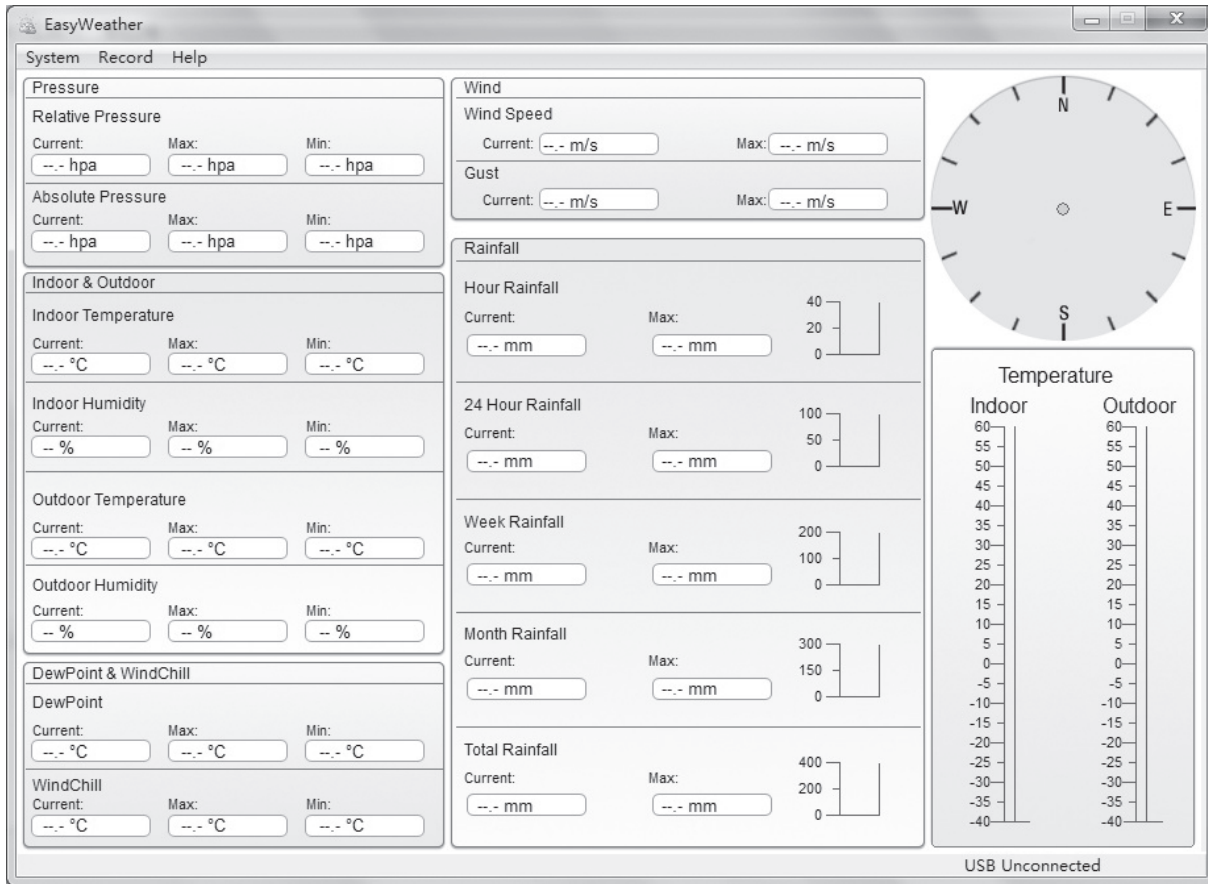 EasyWeather
System Record Help
Pressure
Relative Pressure
Current: Max: Min:
--.- hpa --.- hpa --.- hpa
Absolute Pressure
Current: Max: Min:
--.- hpa --.- hpa --.- hpa
Indoor & Outdoor
Indoor Temperature
Current: Max: Min:
--.- °C --.- °C --.- °C
Indoor Humidity
Current: Max: Min:
-- % -- % -- %
Outdoor Temperature
Current: Max: Min:
--.- °C --.- °C --.- °C
Outdoor Humidity
Current: Max: Min:
-- % -- % -- %
DewPoint & WindChill
DewPoint
Current: Max: Min:
--.- °C --.- °C --.- °C
WindChill
Current: Max: Min:
--.- °C --.- °C --.- °C
Wind
Wind Speed
Current: --.- m/s Max: --.- m/s
Gust
Current: --.- m/s Max: --.- m/s
Rainfall
Hour Rainfall
Current: Max:
--.- mm --.- mm
40
20
0
24 Hour Rainfall
Current: Max:
--.- mm --.- mm
100
50
0
Week Rainfall
Current: Max:
--.- mm --.- mm
200
100
0
Month Rainfall
Current: Max:
--.- mm --.- mm
300
150
0
Total Rainfall
Current: Max:
--.- mm --.- mm
400
200
0
N
W E
S
Temperature
Indoor Outdoor
60 60
55 55
50 50
45 45
40 40
35 35
30 30
25 25
20 20
15 15
10 10
5 5
0 0
-5 -5
-10 -10
-15 -15
-20 -20
-25 -25
-30 -30
-35 -35
-40 -40
USB Unconnected